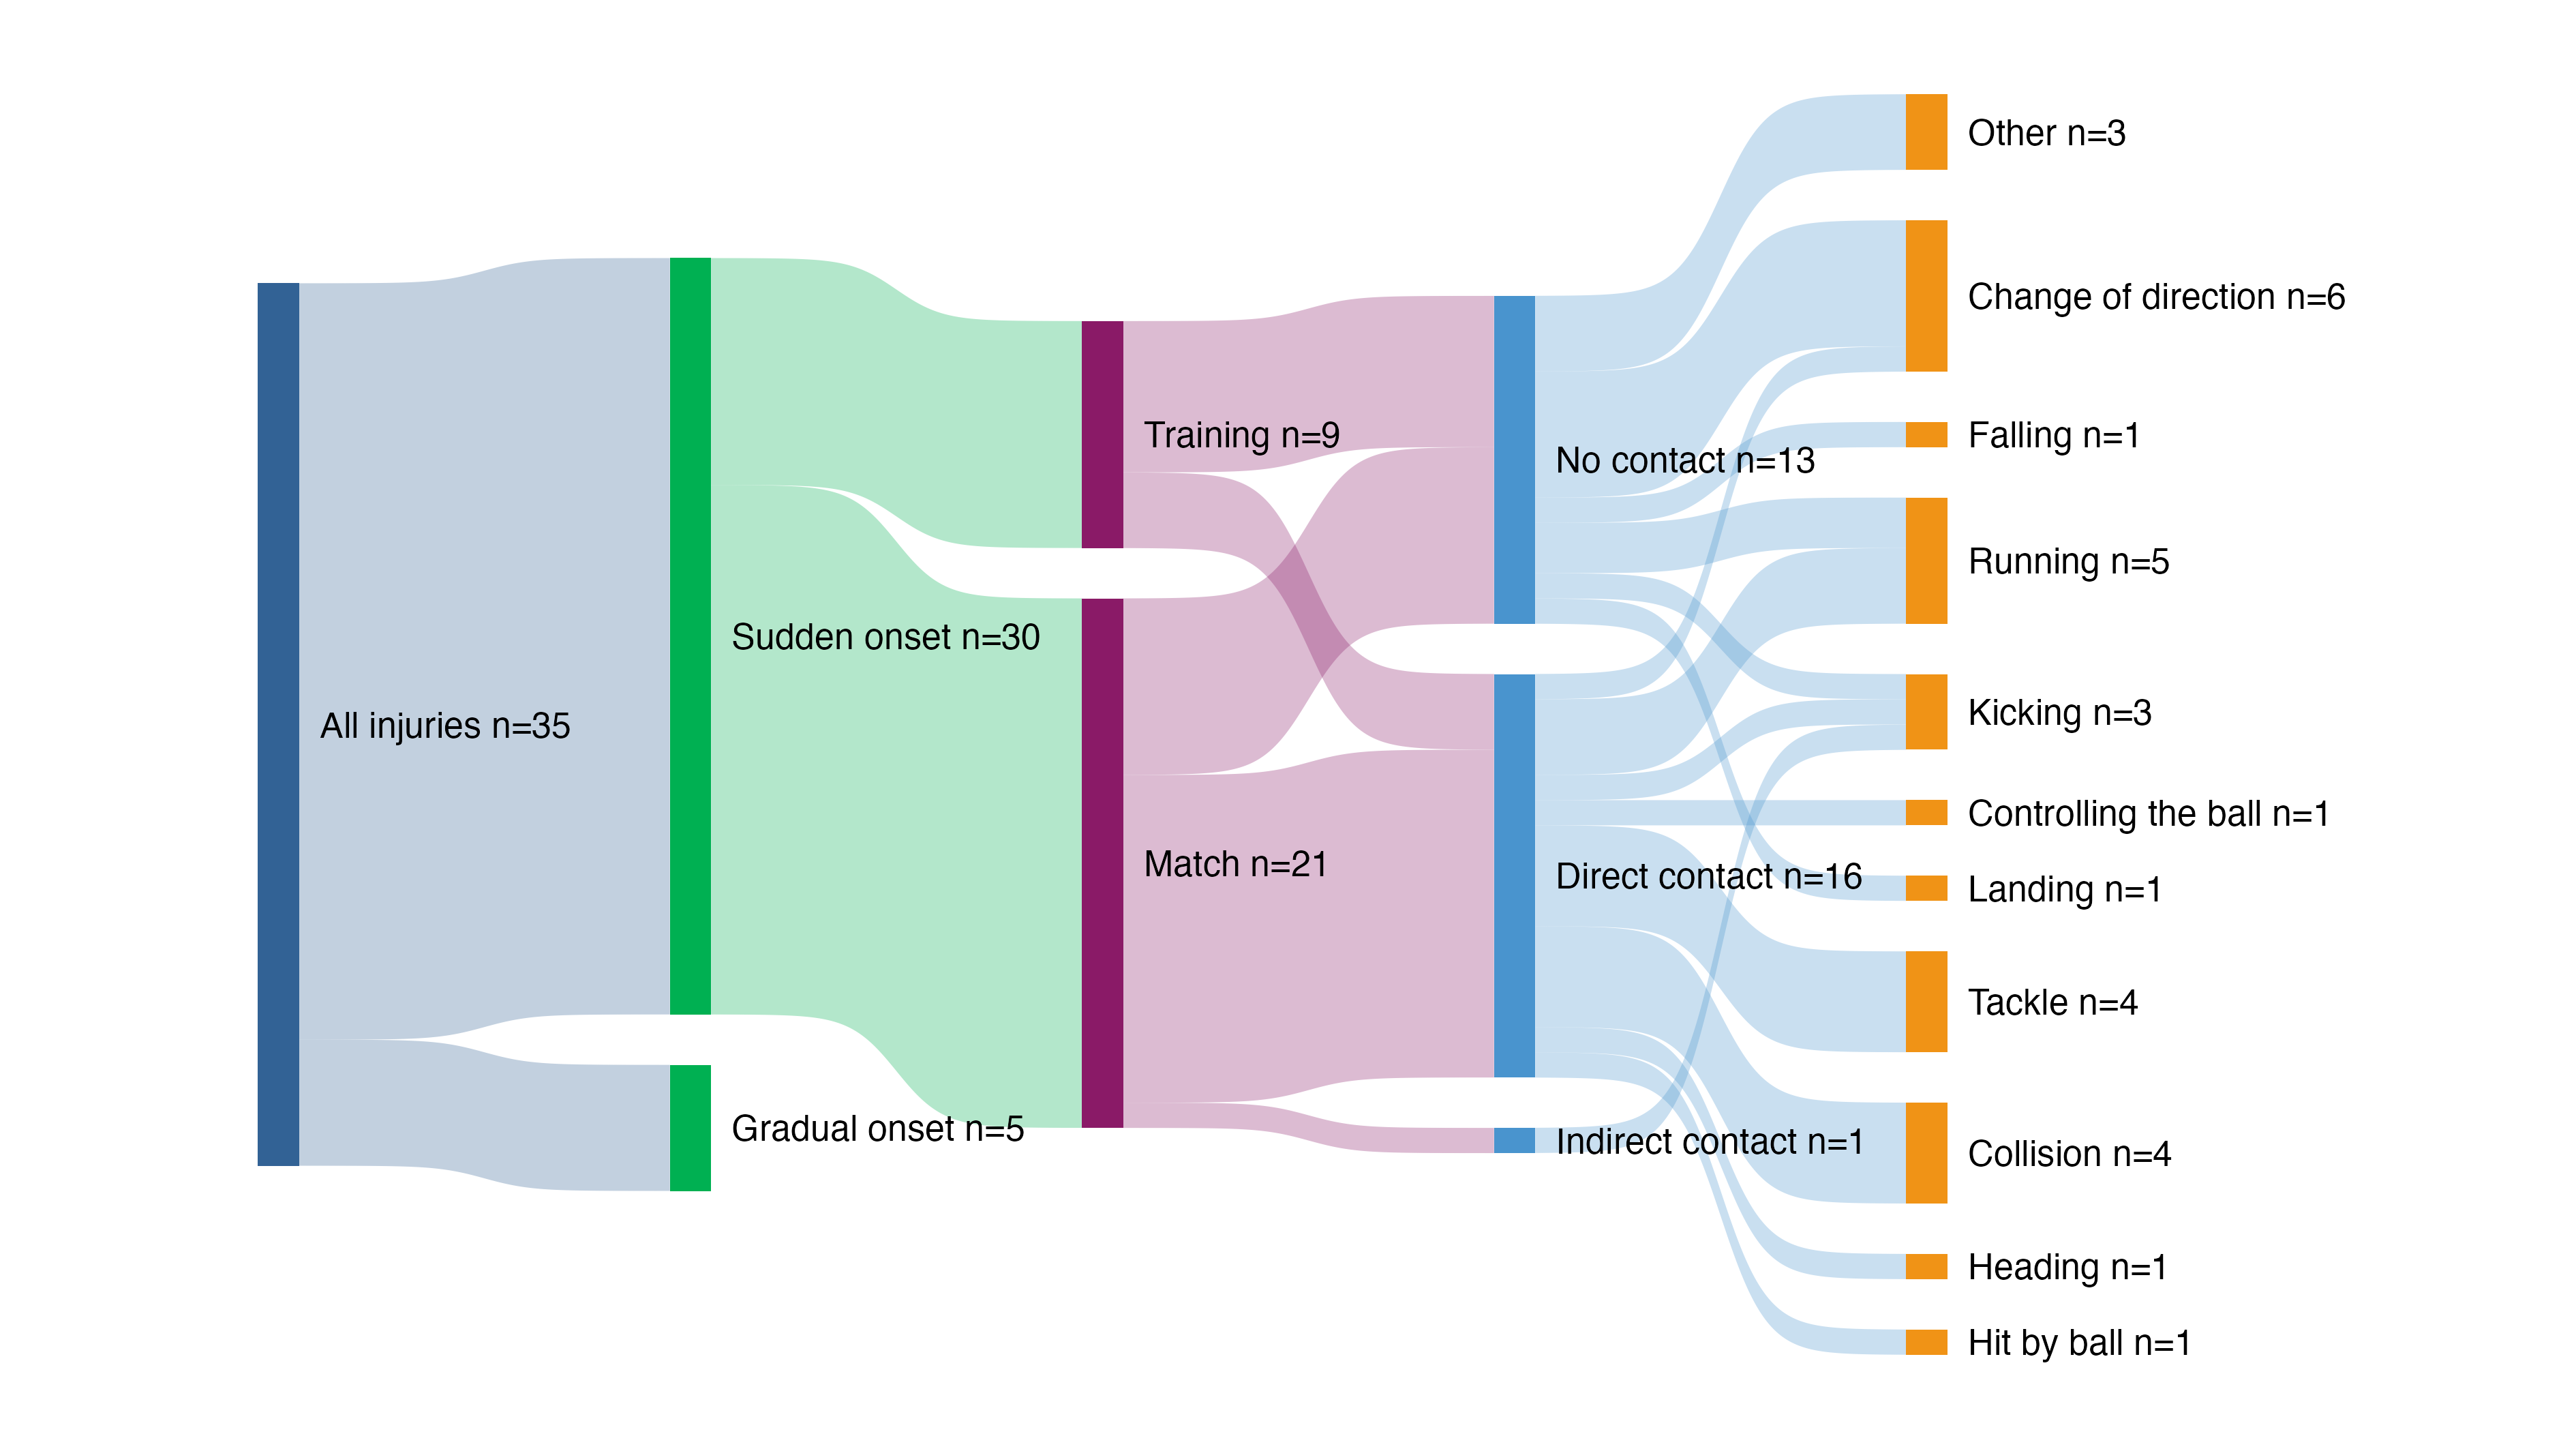 All injuries n=35
Sudden onset n=30
Gradual onset n=5
Training n=9
Match n=21
No contact n=13
Direct contact n=16
Indirect contact n=1
Other n=3
Change of direction n=6
Falling n=1
Running n=5
Kicking n=3
Controlling the ball n=1
Landing n=1
Tackle n=4
Collision n=4
Heading n=1
Hit by ball n=1